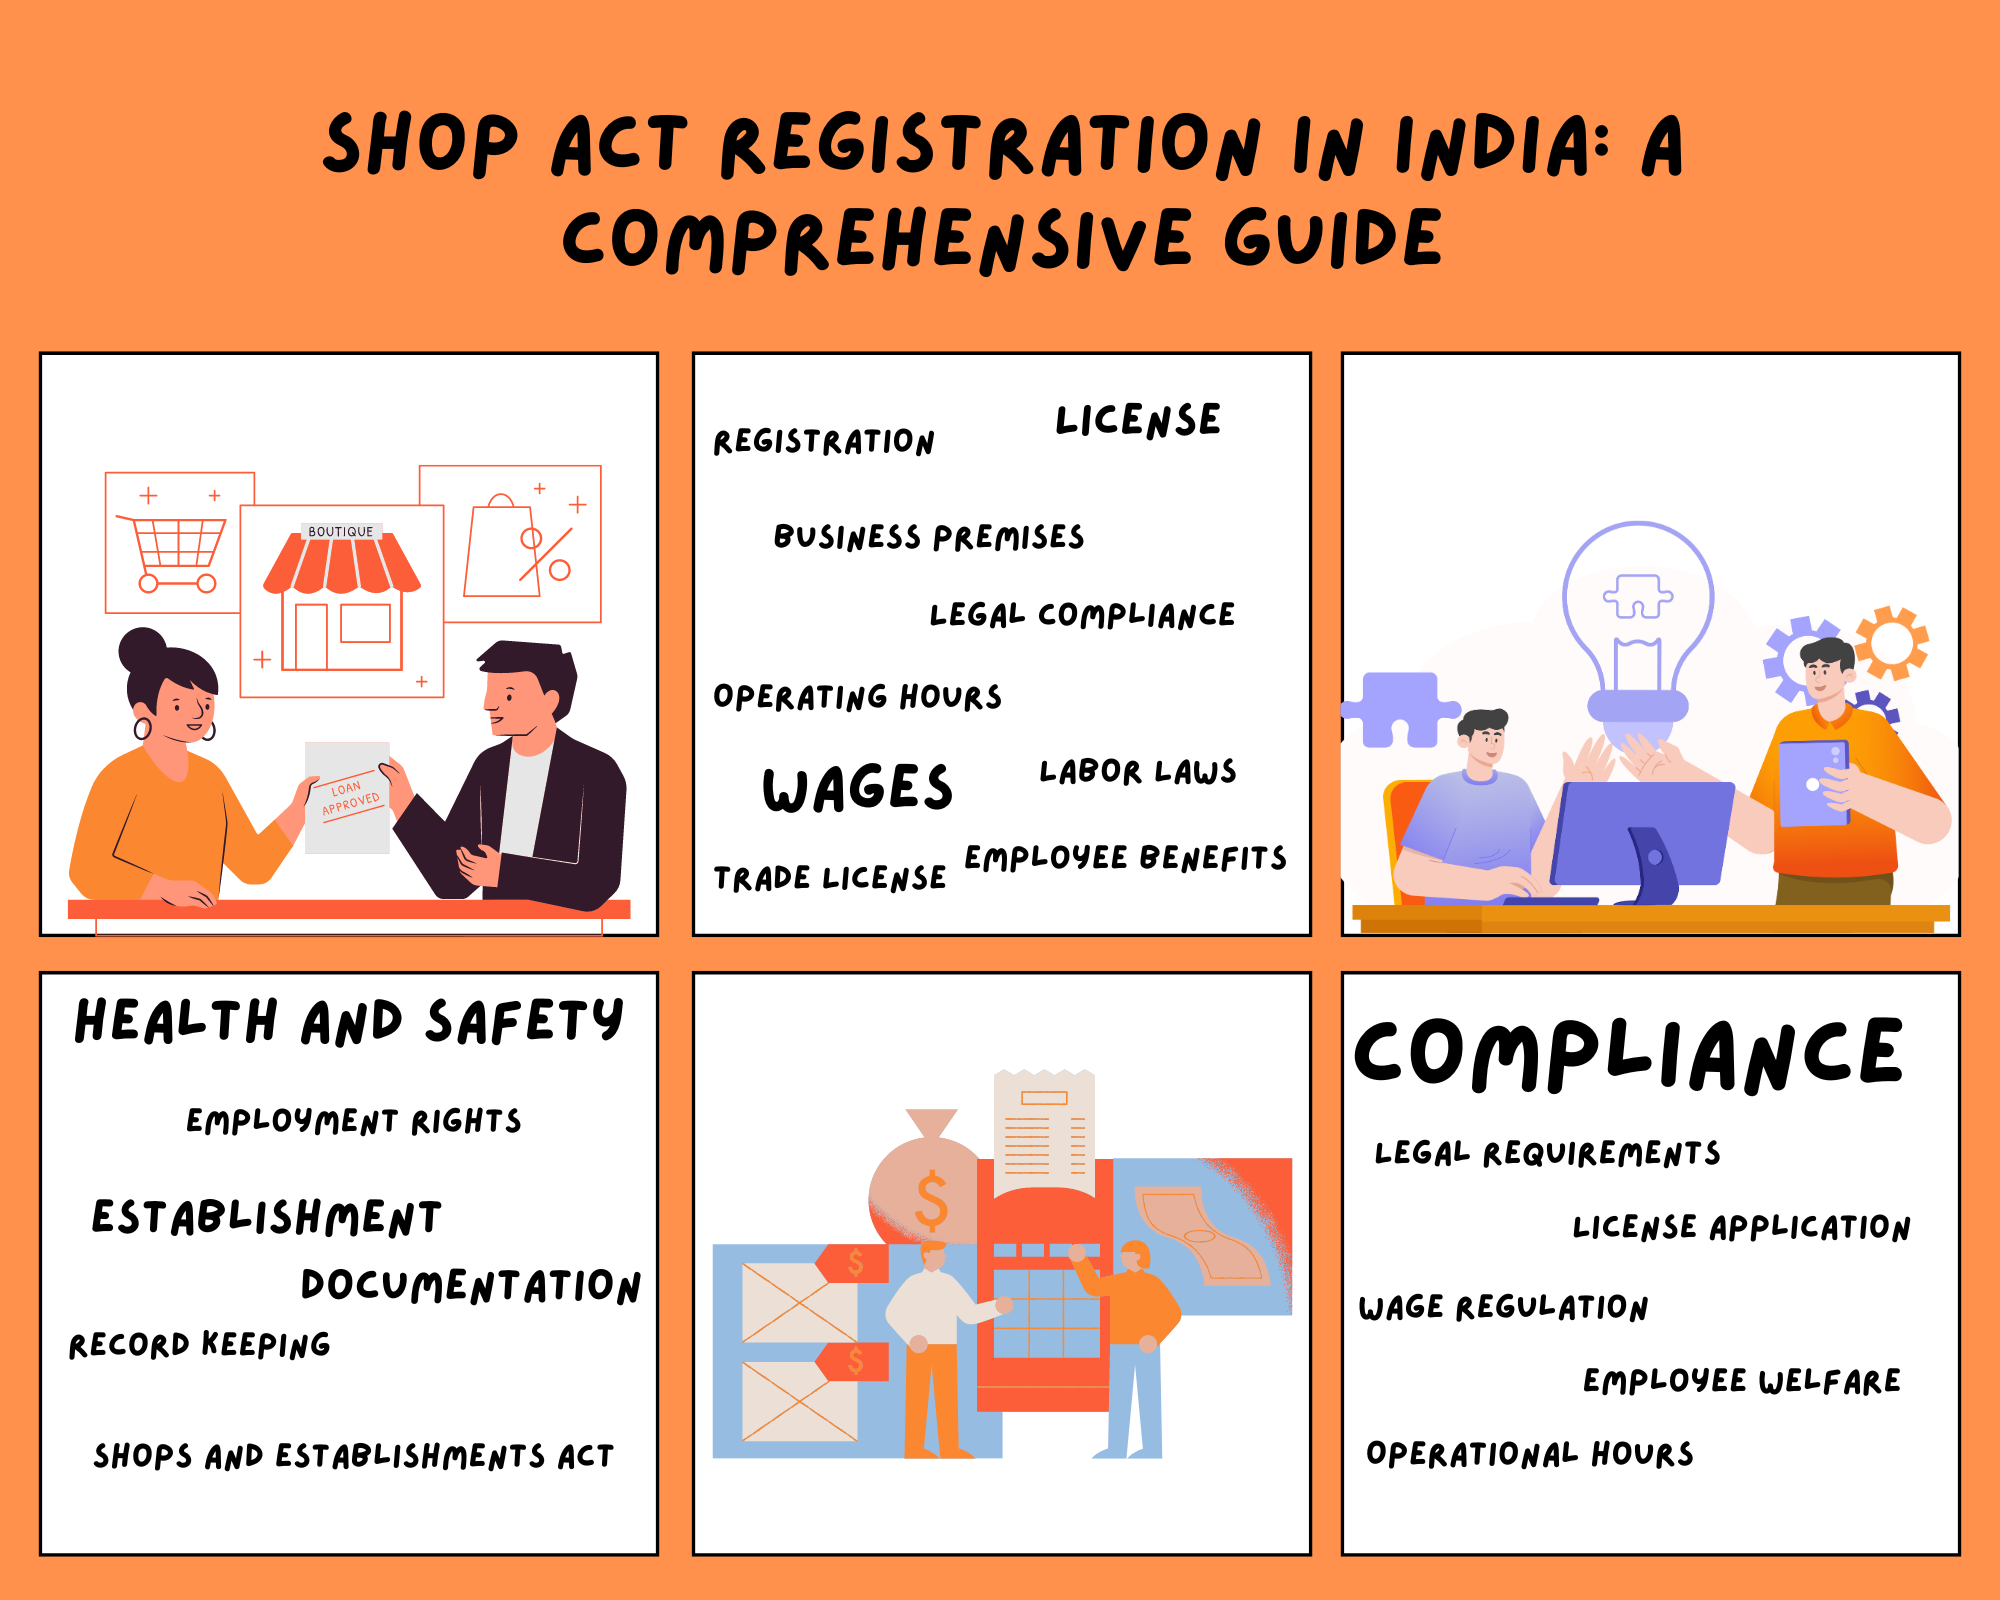 SHOP ACT REGISTRATION IN INDIA: A
COMPREHENSIVE GUIDE
BOUTIQUE
LOAN
APPROVED
LICENSE
REGISTRATION
BUSINESS PREMISES
LEGAL COMPLIANCE
OPERATING HOURS
WAGES
LABOR LAWS
EMPLOYEE BENEFITS
TRADE LICENSE
HEALTH AND SAFETY
EMPLOYMENT RIGHTS
ESTABLISHMENT
DOCUMENTATION
RECORD KEEPING
SHOPS AND ESTABLISHMENTS ACT
$
$
$
COMPLIANCE
LEGAL REQUIREMENTS
LICENSE APPLICATION
WAGE REGULATION
EMPLOYEE WELFARE
OPERATIONAL HOURS